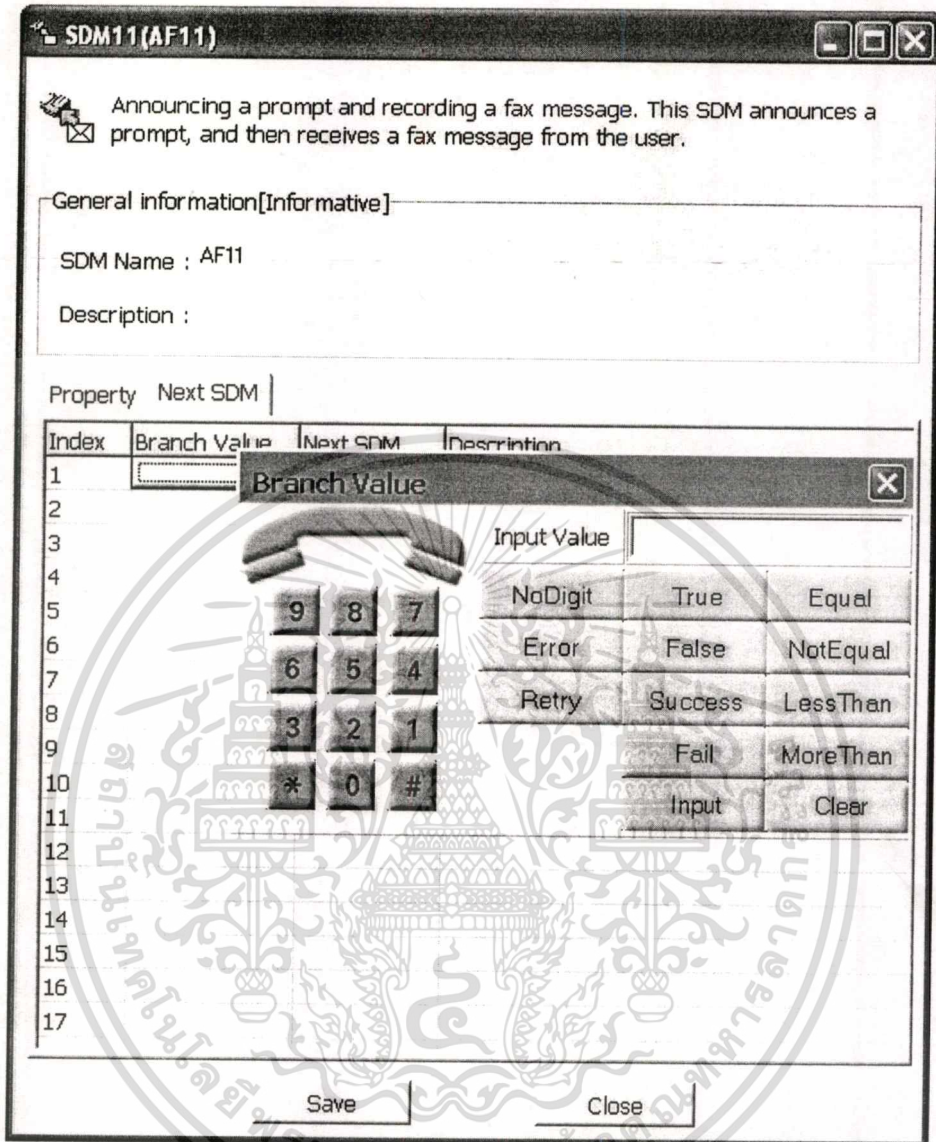 SDM11(AF11)
Announcing a prompt and recording a fax message. This SDM announces a
prompt, and then receives a fax message from the user.
General information[Informative]
SDM Name : AF11
Description :
Property Next SDM
Index Branch Value Next SDM Description
1
2
3
4
5
6
7
8
9
10
11
12
13
14
15
16
17
Branch Value
Input Value
9 8 7
6 5 4
3 2 1
* 0 #
NoDigit True Equal
Error False NotEqual
Retry Success LessThan
Fail MoreThan
Input Clear
Save Close